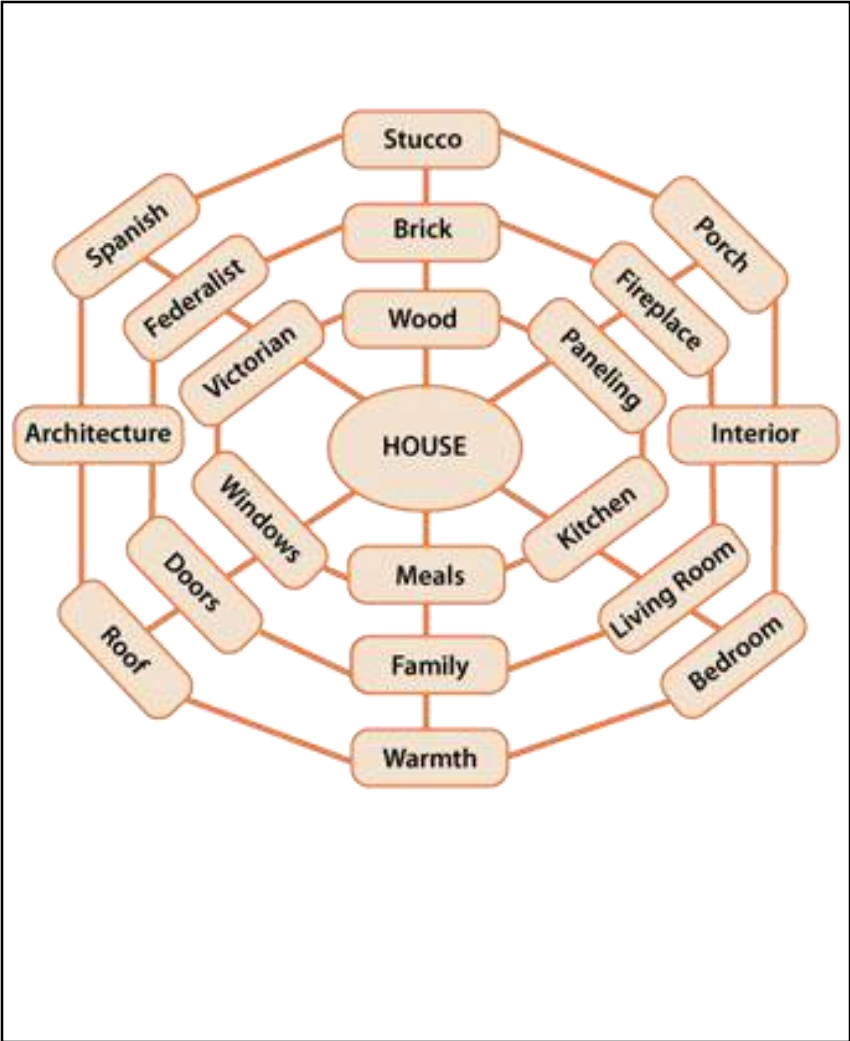 Stucco
Spanish
Porch
Brick
Federalist
Fireplace
Wood
Victorian
Paneling
Architecture
HOUSE
Interior
Windows
Kitchen
Meals
Doors
Living Room
Roof
Family
Bedroom
Warmth